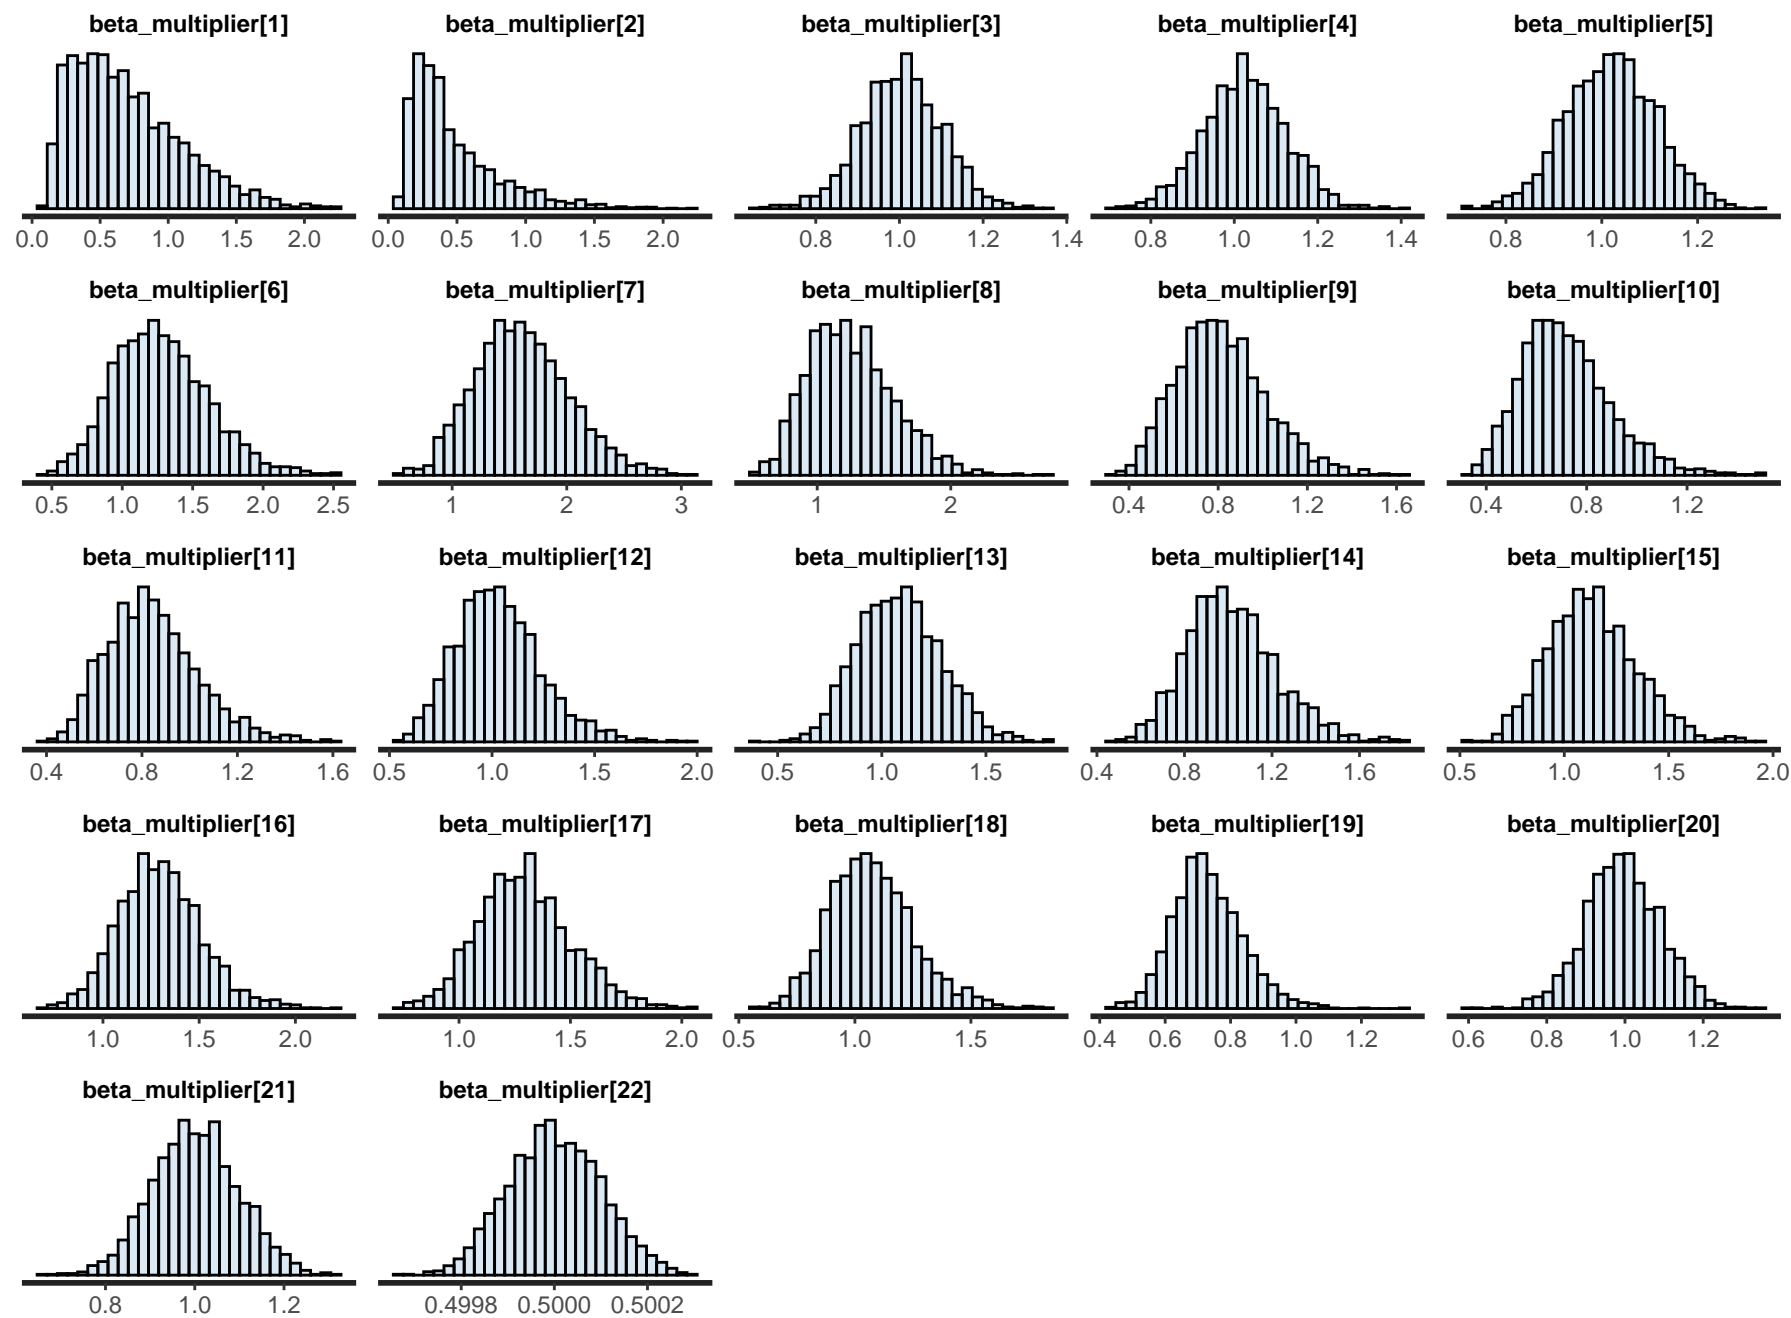 beta_multiplier[1] beta_multiplier[2] beta_multiplier[3] beta_multiplier[4] beta_multiplier[5]
0.0 0.5 1.0 1.5 2.0 0.0 0.5 1.0 1.5 2.0 0.8 1.0 1.2 1.4 0.8 1.0 1.2 1.4 0.8 1.0 1.2
beta_multiplier[6] beta_multiplier[7] beta_multiplier[8] beta_multiplier[9] beta_multiplier[10]
0.5 1.0 1.5 2.0 2.5 1 2 3 1 2 0.4 0.8 1.2 1.6 0.4 0.8 1.2
beta_multiplier[11] beta_multiplier[12] beta_multiplier[13] beta_multiplier[14] beta_multiplier[15]
0.4 0.8 1.2 1.6 0.5 1.0 1.5 2.0 0.5 1.0 1.5 0.4 0.8 1.2 1.6 0.5 1.0 1.5 2.0
beta_multiplier[16] beta_multiplier[17] beta_multiplier[18] beta_multiplier[19] beta_multiplier[20]
1.0 1.5 2.0 1.0 1.5 2.0 0.5 1.0 1.5 0.4 0.6 0.8 1.0 1.2 0.6 0.8 1.0 1.2
beta_multiplier[21] beta_multiplier[22]
0.8 1.0 1.2 0.4998 0.5000 0.5002